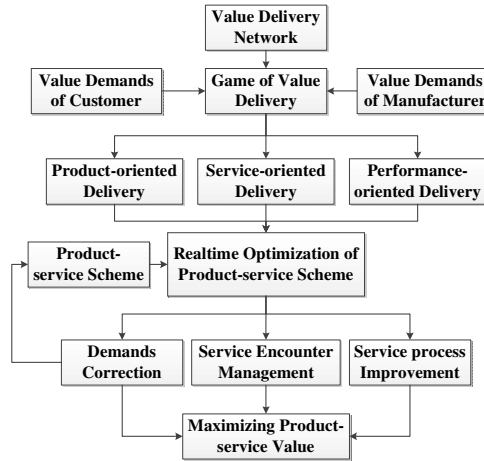 Value Delivery
Network
Value Demands
of Customer
Game of Value
Delivery
Value Demands
of Manufacturer
Product-oriented
Delivery
Service-oriented
Delivery
Performance-
oriented Delivery
Product-
service Scheme
Realtime Optimization of
Product-service Scheme
Demands
Correction
Service Encounter
Management
Service process
Improvement
Maximizing Product-
service Value